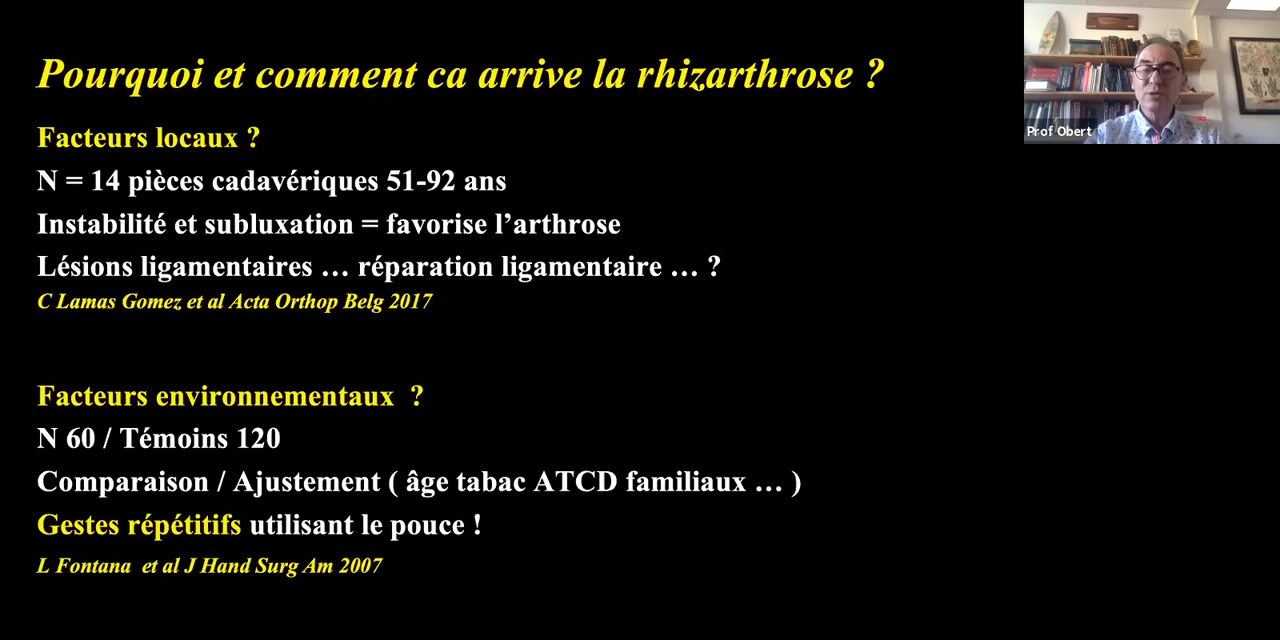 Pourquoi et comment ca arrive la rhizarthrose ?
Facteurs locaux ?
N = 14 pièces cadavériques 51-92 ans
Instabilité et subluxation = favorise l’arthrose
Lésions ligamentaires … réparation ligamentaire … ?
C Lamas Gomez et al Acta Orthop Belg 2017
Facteurs environnementaux ?
N 60 / Témoins 120
Comparaison / Ajustement ( âge tabac ATCD familiaux … )
Gestes répétitifs utilisant le pouce !
L Fontana et al J Hand Surg Am 2007
Prof Obert